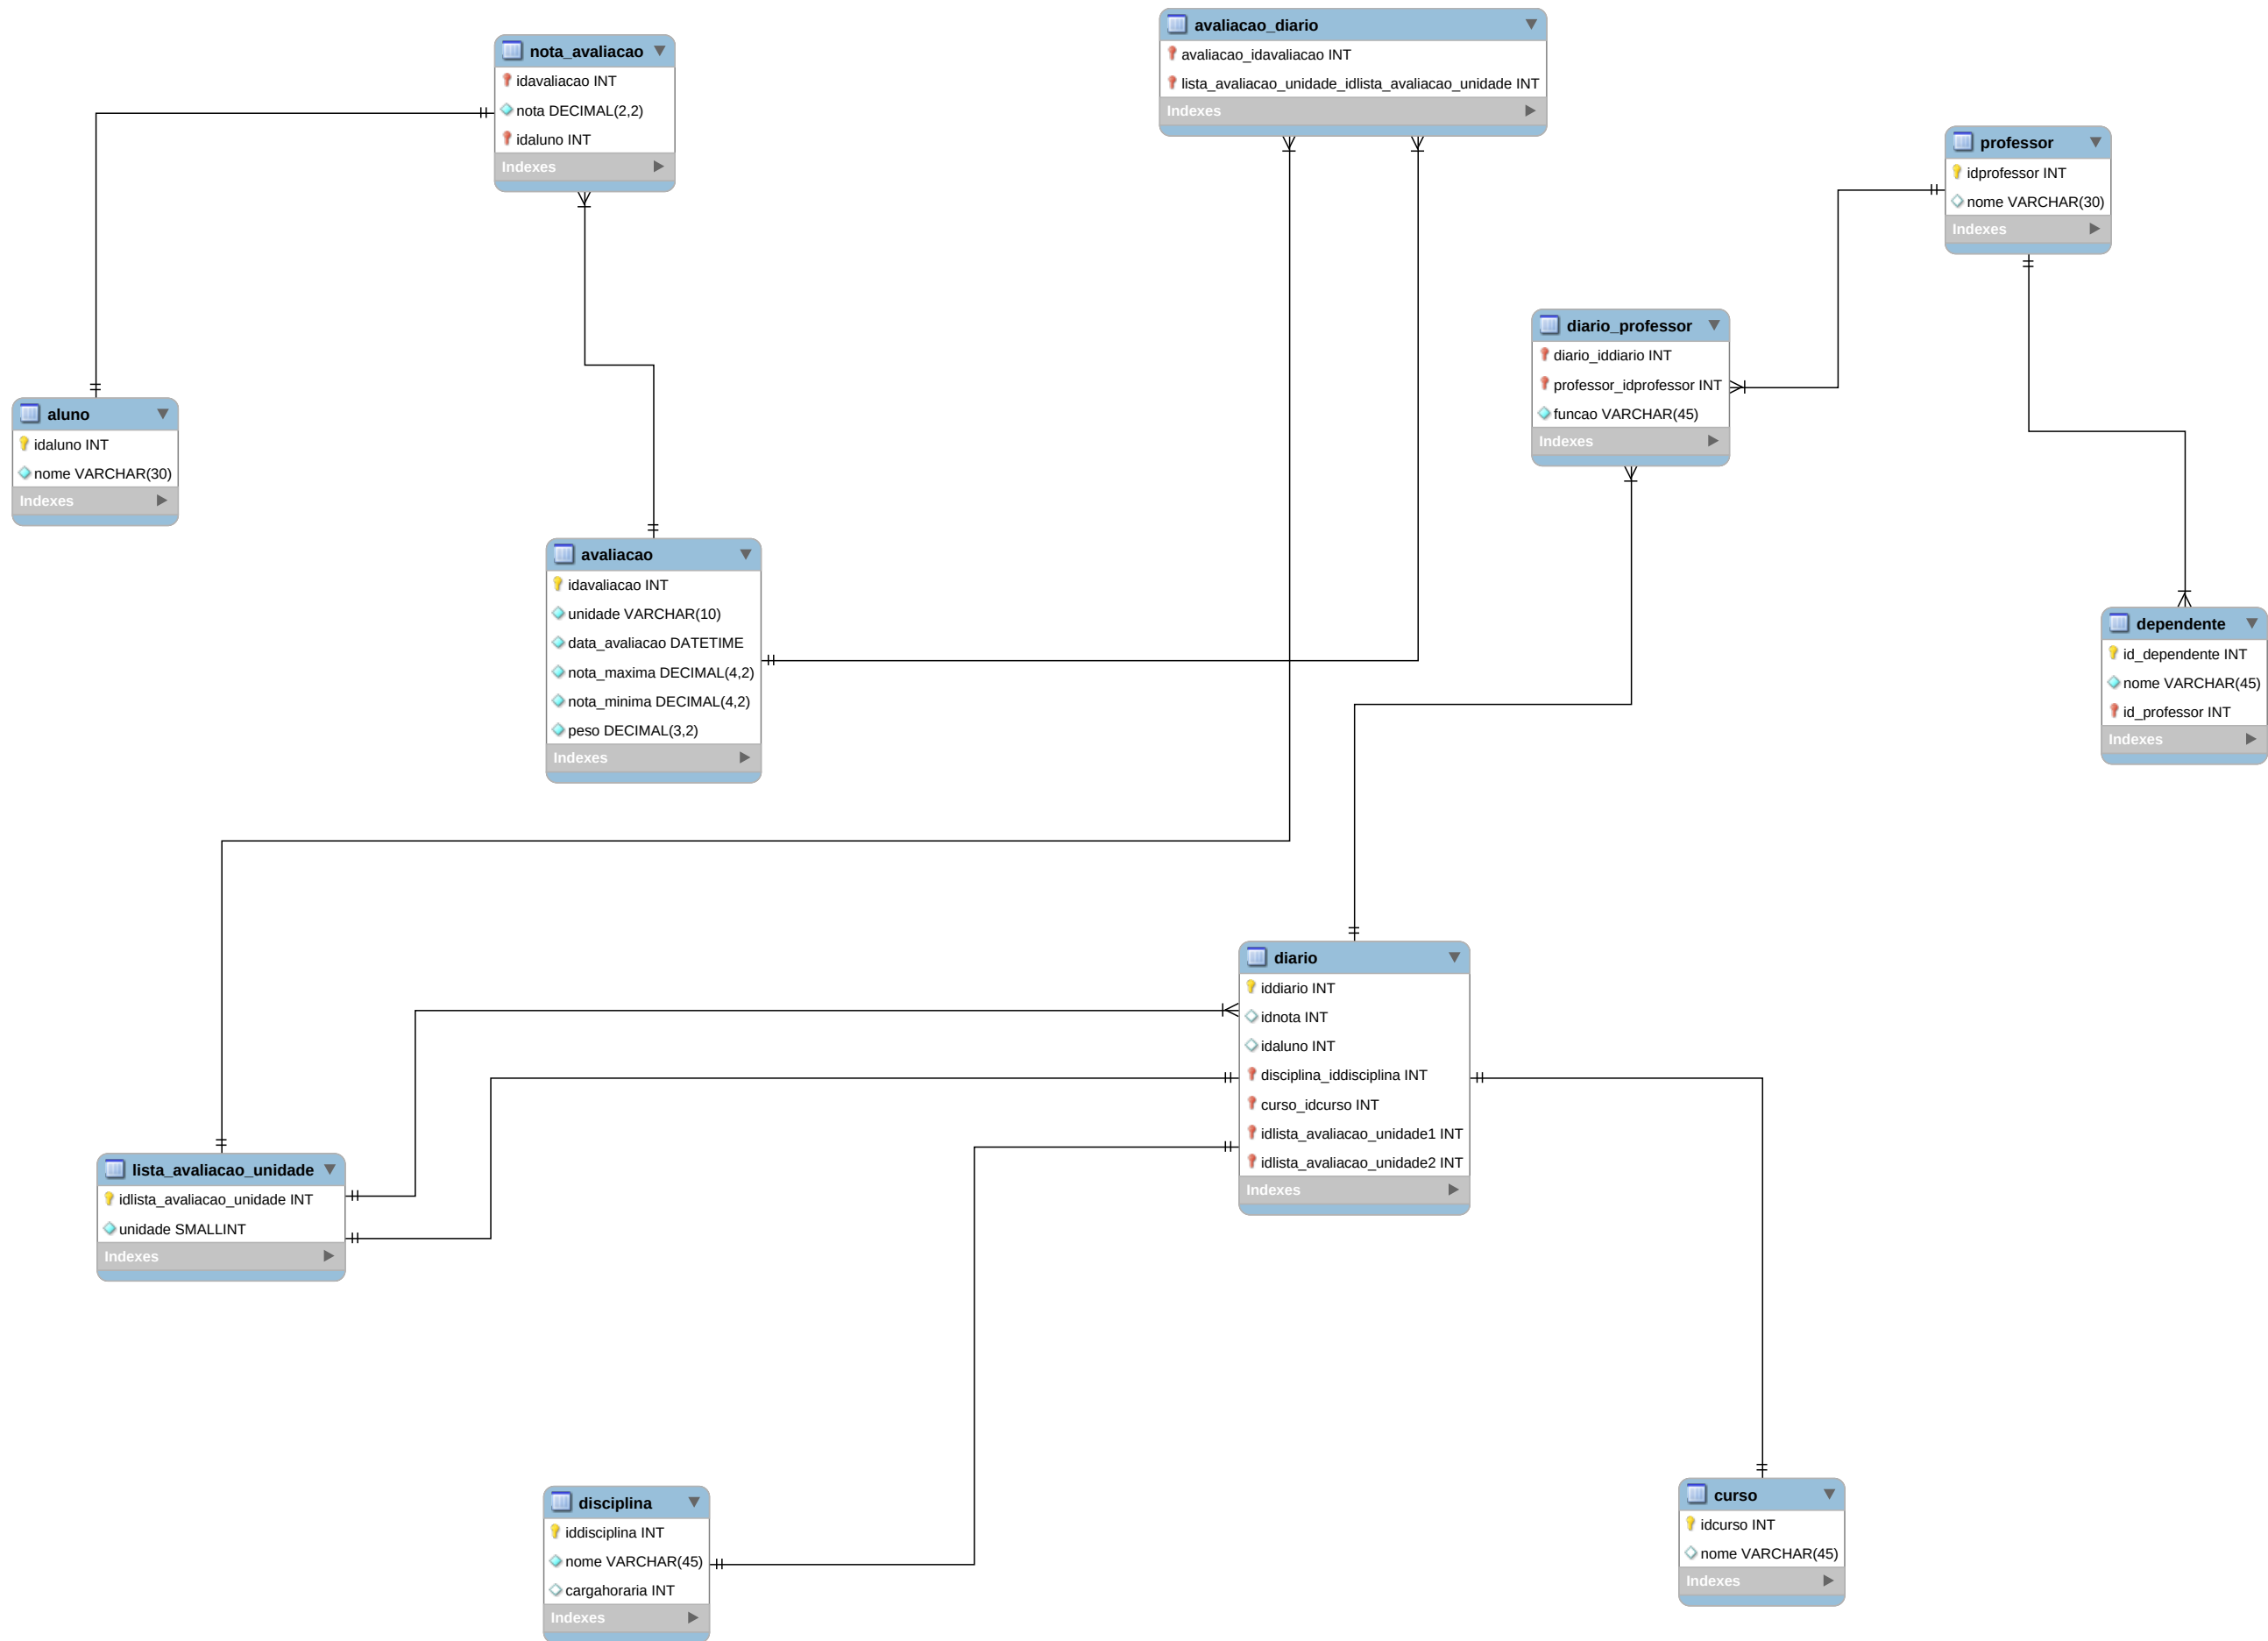 nota_avaliacao
idavaliacao INT
nota DECIMAL(2,2)
idaluno INT
Indexes
avaliacao_diario
avaliacao_idavaliacao INT
lista_avaliacao_unidade_idlista_avaliacao_unidade INT
Indexes
professor
idprofessor INT
nome VARCHAR(30)
Indexes
diario_professor
diario_iddiario INT
professor_idprofessor INT
funcao VARCHAR(45)
Indexes
aluno
idaluno INT
nome VARCHAR(30)
Indexes
avaliacao
idavaliacao INT
unidade VARCHAR(10)
data_avaliacao DATETIME
nota_maxima DECIMAL(4,2)
nota_minima DECIMAL(4,2)
peso DECIMAL(3,2)
Indexes
dependente
id_dependente INT
nome VARCHAR(45)
id_professor INT
Indexes
diario
iddiario INT
idnota INT
idaluno INT
disciplina_iddisciplina INT
curso_idcurso INT
idlista_avaliacao_unidade1 INT
idlista_avaliacao_unidade2 INT
Indexes
lista_avaliacao_unidade
idlista_avaliacao_unidade INT
unidade SMALLINT
Indexes
disciplina
iddisciplina INT
nome VARCHAR(45)
cargahoraria INT
Indexes
curso
idcurso INT
nome VARCHAR(45)
Indexes